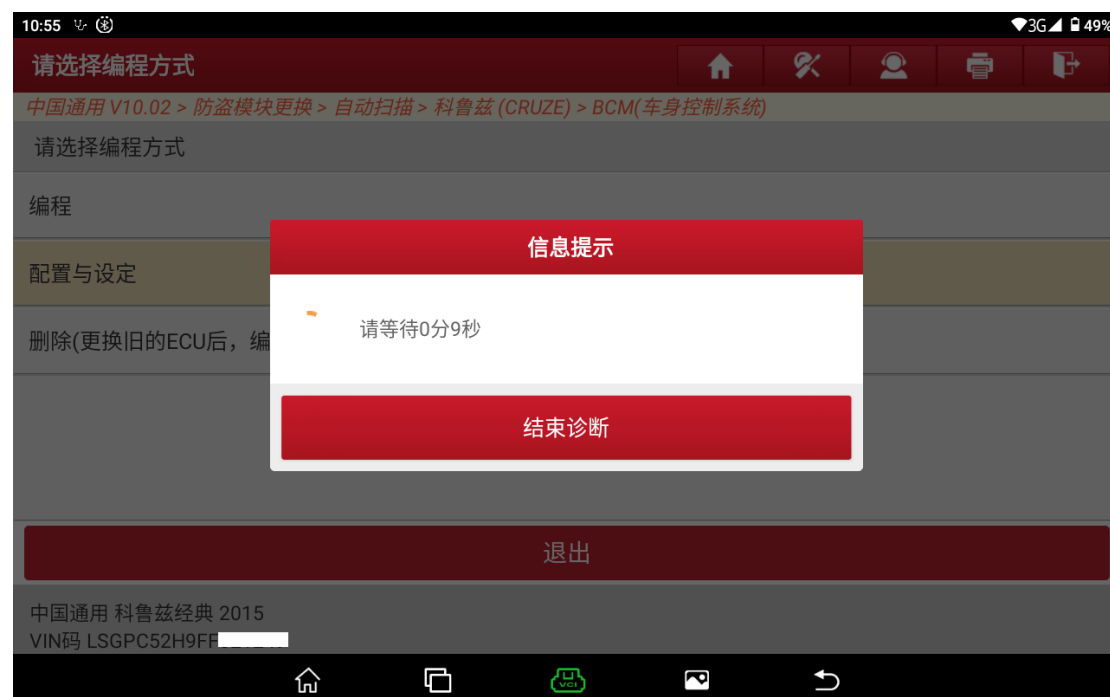 10:55
3G 49%
请选择编程方式
中国通用 V10.02 > 防盗模块更换 > 自动扫描 > 科鲁兹 (CRUZE) > BCM(车身控制系统)
请选择编程方式
编程
配置与设定
删除(更换旧的ECU后，编
信息提示
请等待0分9秒
结束诊断
退出
中国通用 科鲁兹经典 2015
VIN码 LSGPC52H9FF
VCI